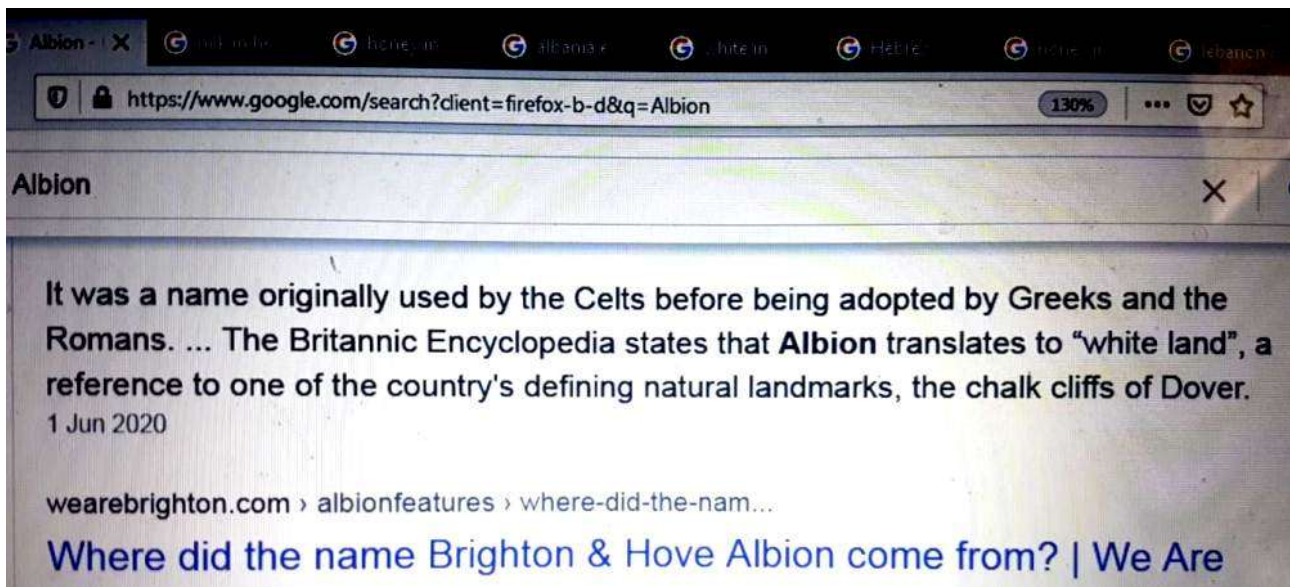 Albion -
https://www.google.com/search?client=firefox-b-d&q=Albion
130%
Albion
It was a name originally used by the Celts before being adopted by Greeks and the
Romans. ... The Britannic Encyclopedia states that Albion translates to “white land”, a
reference to one of the country's defining natural landmarks, the chalk cliffs of Dover.
1 Jun 2020
wearebrighton.com › albionfeatures › where-did-the-nam...
Where did the name Brighton & Hove Albion come from? | We Are